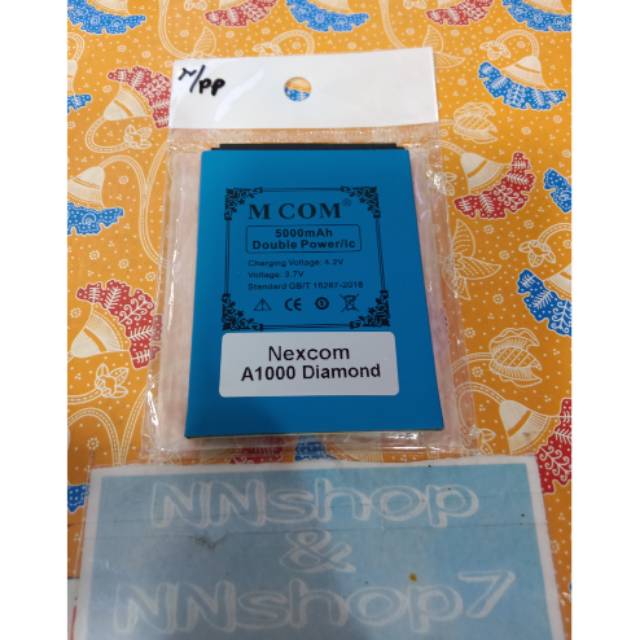 M COM®
5000mAh
Double Power/ic
Charging Voltage: 4.2V
Voltage: 3.7V
Standard GB/T 18287-2018
CE
Nexcom
A1000 Diamond
NNshop
&
NNshop7